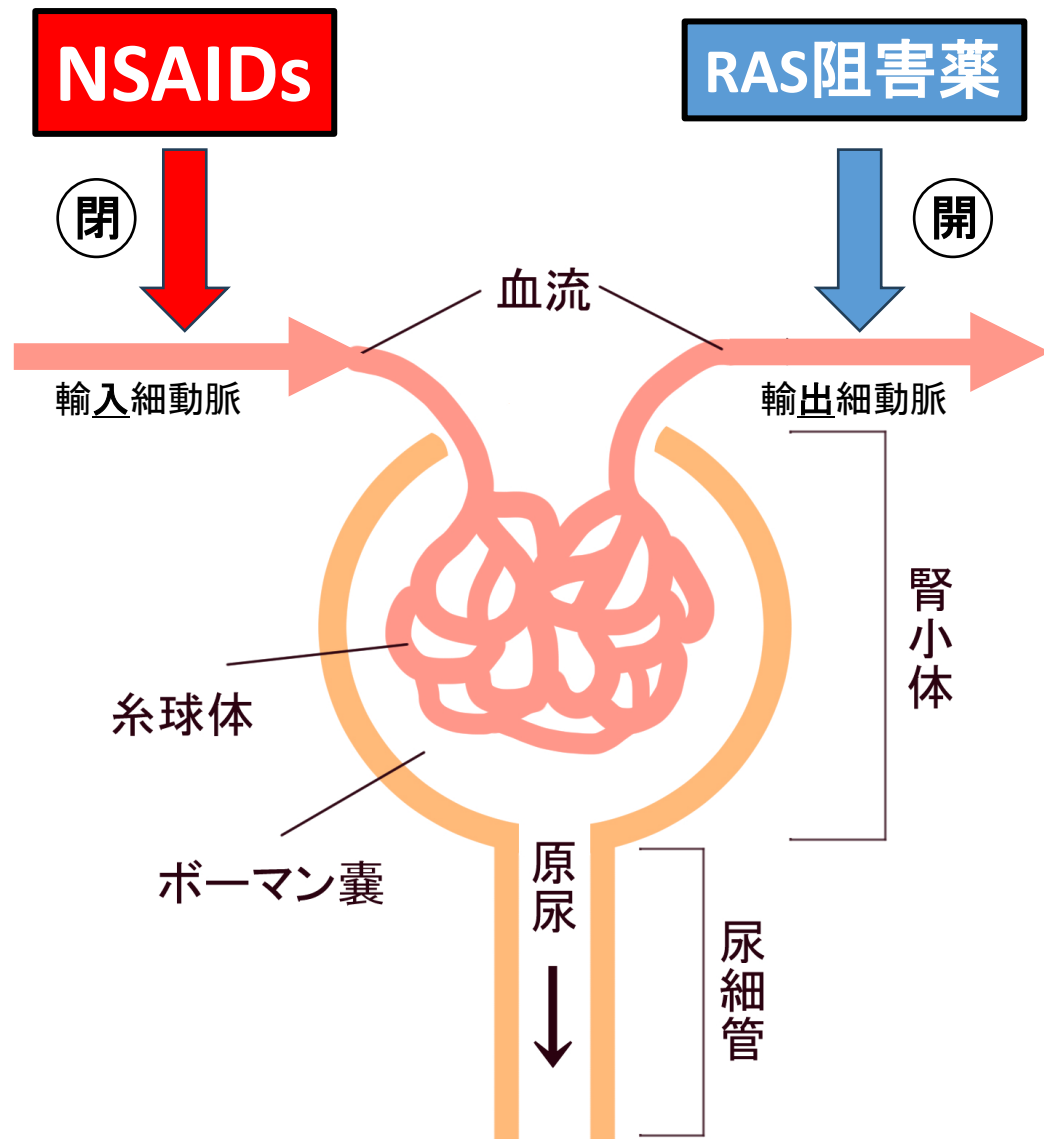 NSAIDs
RAS阻害薬
閉
開
血流
輸入細動脈
輸出細動脈
腎小体
糸球体
ボーマン嚢
原尿
尿細管